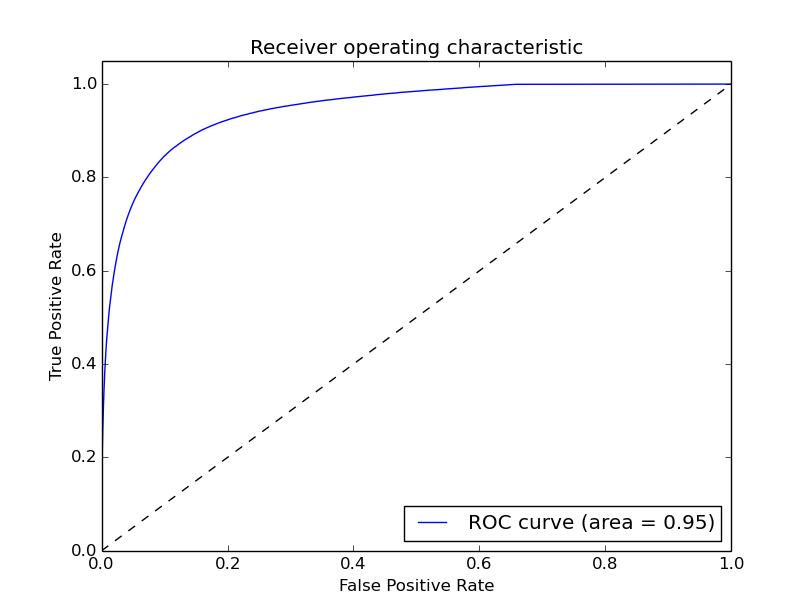 Receiver operating characteristic
True Positive Rate
1.0
0.8
0.6
0.4
0.2
0.0
ROC curve (area = 0.95)
0.0 0.2 0.4 0.6 0.8 1.0
False Positive Rate